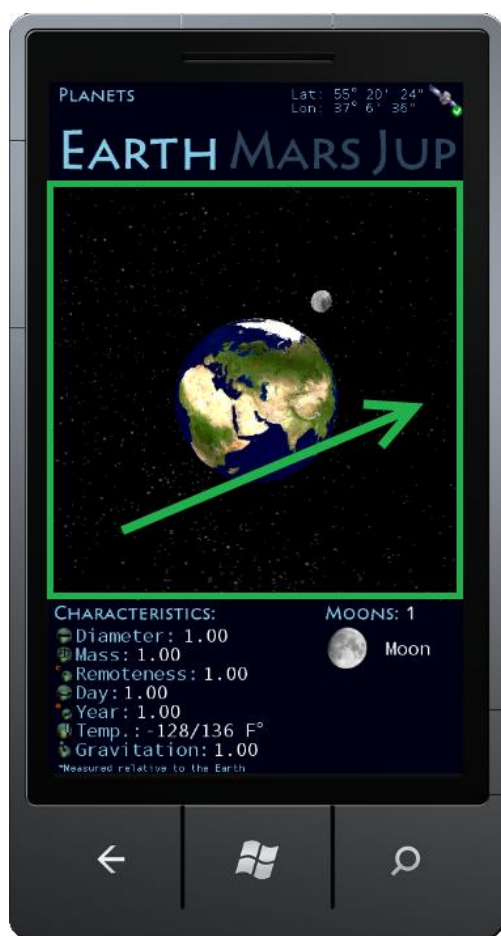 PLANETS
Lat: 55° 20' 24"
Lon: 37° 6' 36"
EARTH MARS JUP
CHARACTERISTICS:
Diameter: 1.00
Mass: 1.00
Remoteness: 1.00
Day: 1.00
Year: 1.00
Temp.: -128/136 F°
Gravitation: 1.00
*Measured relative to the Earth
MOONS: 1
Moon